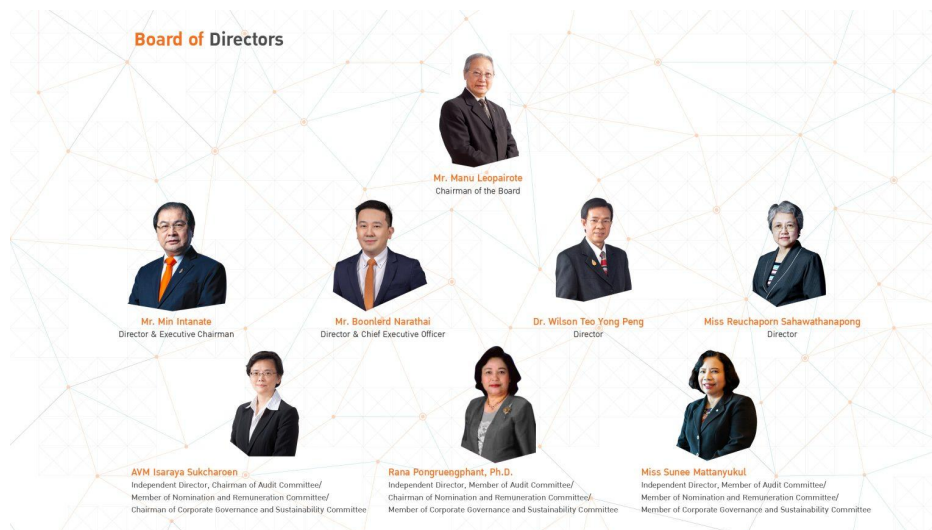 Board of Directors
Mr. Manu Leopairote
Chairman of the Board
Mr. Min Intanate
Director & Executive Chairman
Mr. Boonlerd Narathai
Director & Chief Executive Officer
Dr. Wilson Teo Yong Peng
Director
Miss Reuchaporn Sahawathanapong
Director
AVM Isaraya Sukcharoen
Independent Director, Chairman of Audit Committee/
Member of Nomination and Remuneration Committee/
Chairman of Corporate Governance and Sustainability Committee
Rana Pongruengphant, Ph.D.
Independent Director, Member of Audit Committee/
Chairman of Nomination and Remuneration Committee/
Member of Corporate Governance and Sustainability Committee
Miss Sunee Mattanyukul
Independent Director, Member of Audit Committee/
Member of Nomination and Remuneration Committee/
Member of Corporate Governance and Sustainability Committee